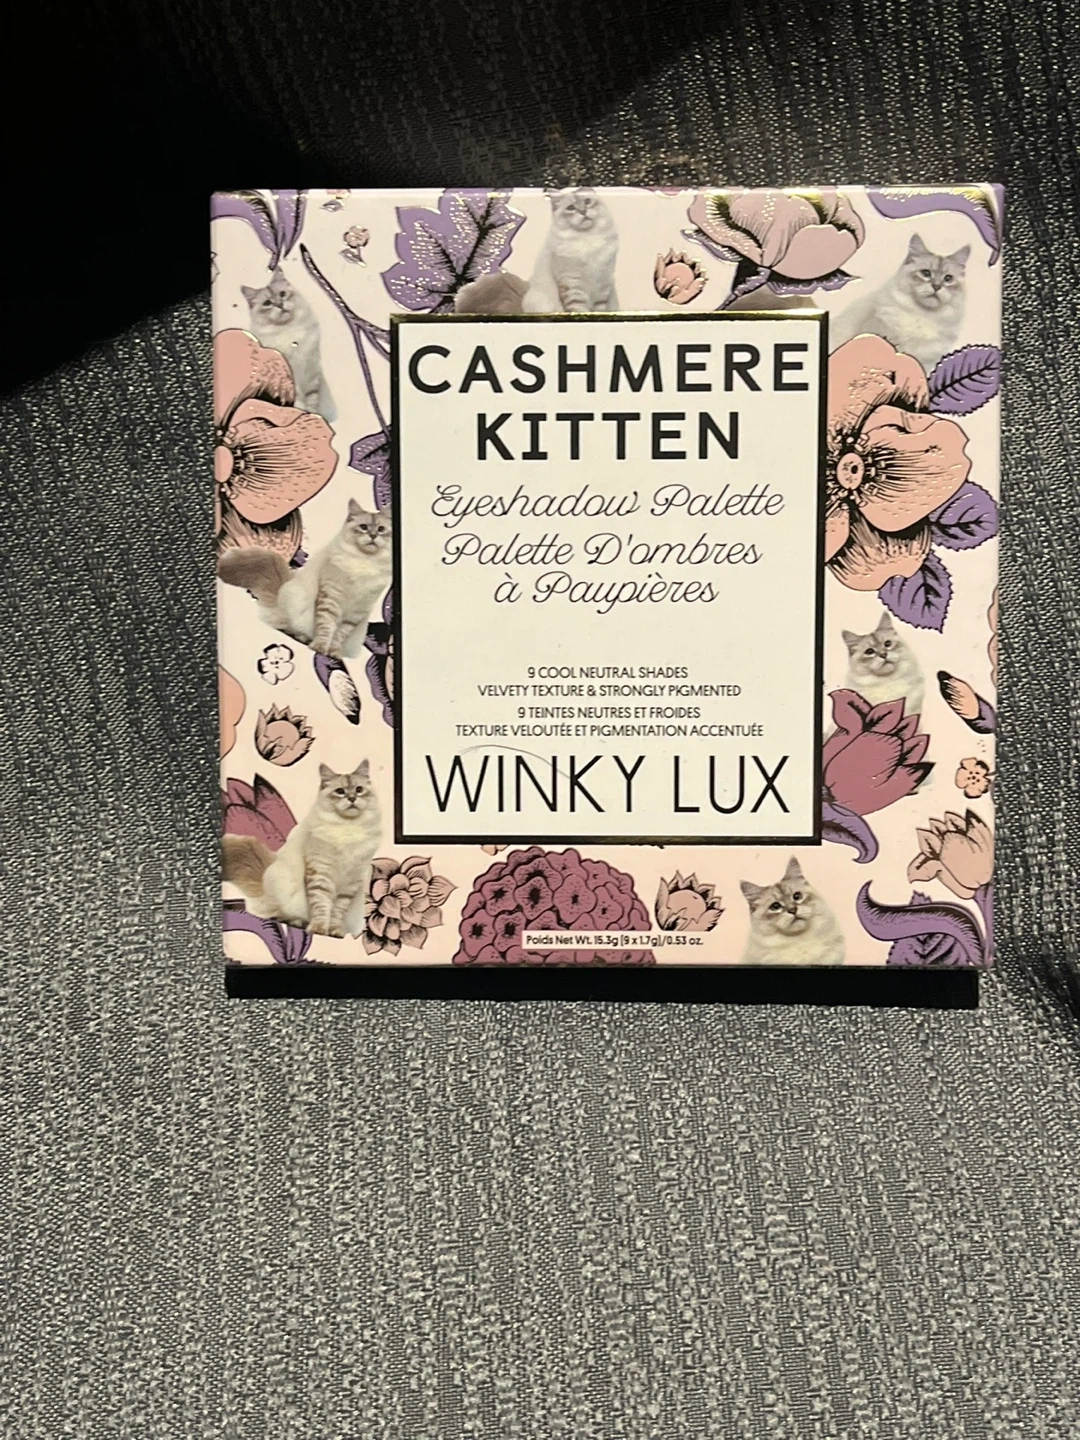 CASHMERE
KITTEN
Eyeshadow Palette
Palette D'ombres
à Paupières
9 COOL NEUTRAL SHADES
VELVETY TEXTURE & STRONGLY PIGMENTED
9 TEINTES NEUTRES ET FROIDES
TEXTURE VELOUTÉE ET PIGMENTATION ACCENTUÉE
WINKY LUX
Poids Net Wt. 15.3g (9 x 1.7g)/0.53 oz.